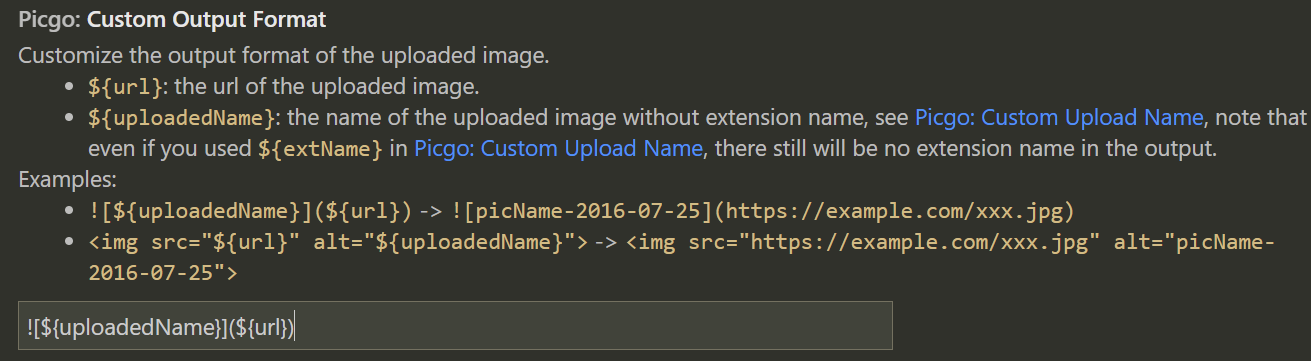 Picgo: Custom Output Format
Customize the output format of the uploaded image.
• ${url}: the url of the uploaded image.
• ${uploadedName}: the name of the uploaded image without extension name, see Picgo: Custom Upload Name, note that
even if you used ${extName} in Picgo: Custom Upload Name, there still will be no extension name in the output.
Examples:
• ![${uploadedName}](${url}) -> ![picName-2016-07-25](https://example.com/xxx.jpg)
• <img src="${url}" alt="${uploadedName}"> -> <img src="https://example.com/xxx.jpg" alt="picName-
2016-07-25">
![${uploadedName}](${url})